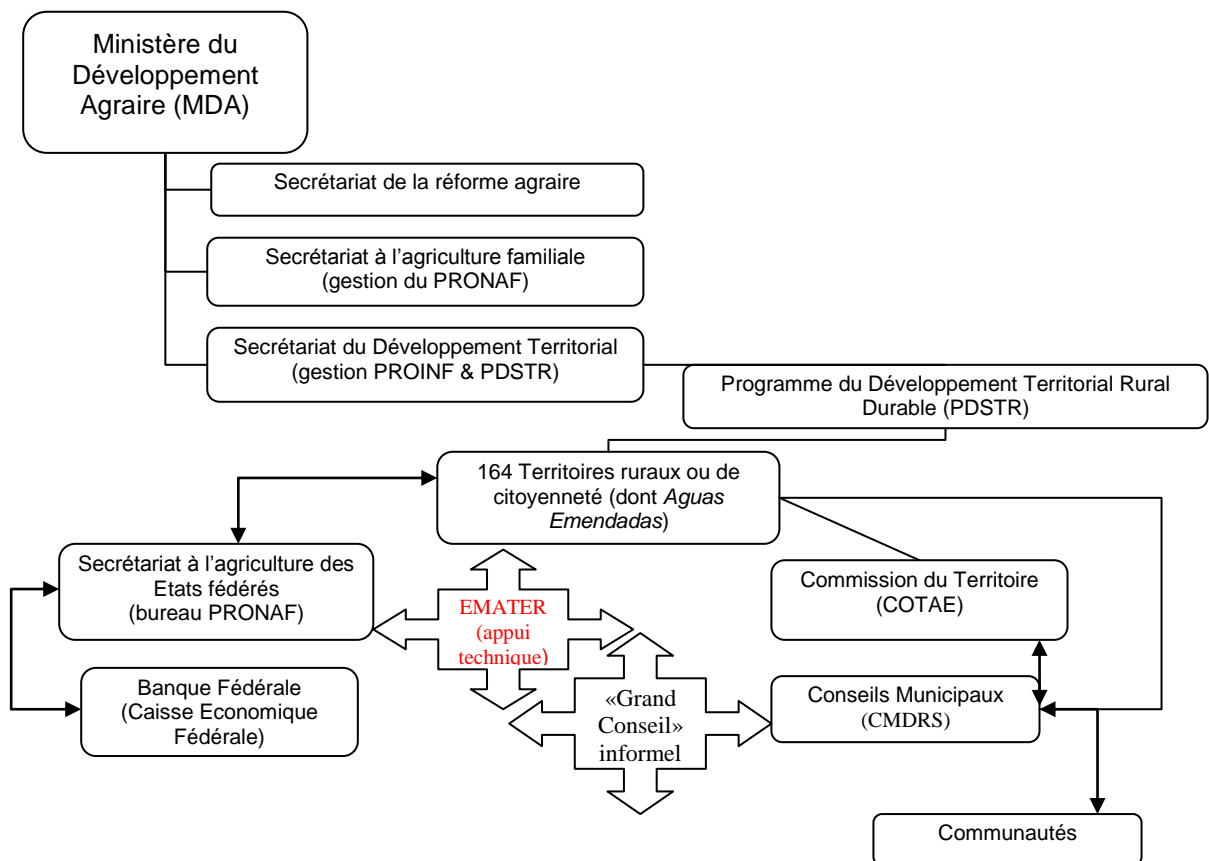 Ministère du
Développement
Agraire (MDA)
Secrétariat de la réforme agraire
Secrétariat à l'agriculture familiale
(gestion du PRONAF)
Secrétariat du Développement Territorial
(gestion PROINF & PDSTR)
Programme du Développement Territorial Rural
Durable (PDSTR)
164 Territoires ruraux ou de
citoyenneté (dont Aguas
Emendadas)
Secrétariat à l'agriculture des
Etats fédérés
(bureau PRONAF)
EMATER
(appui
technique)
Commission du Territoire
(COTAE)
Banque Fédérale
(Caisse Economique
Fédérale)
«Grand
Conseil»
informel
Conseils Municipaux
(CMDRS)
Communautés